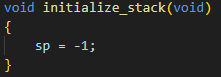 void initialize_stack(void)
{
    sp = -1;
}